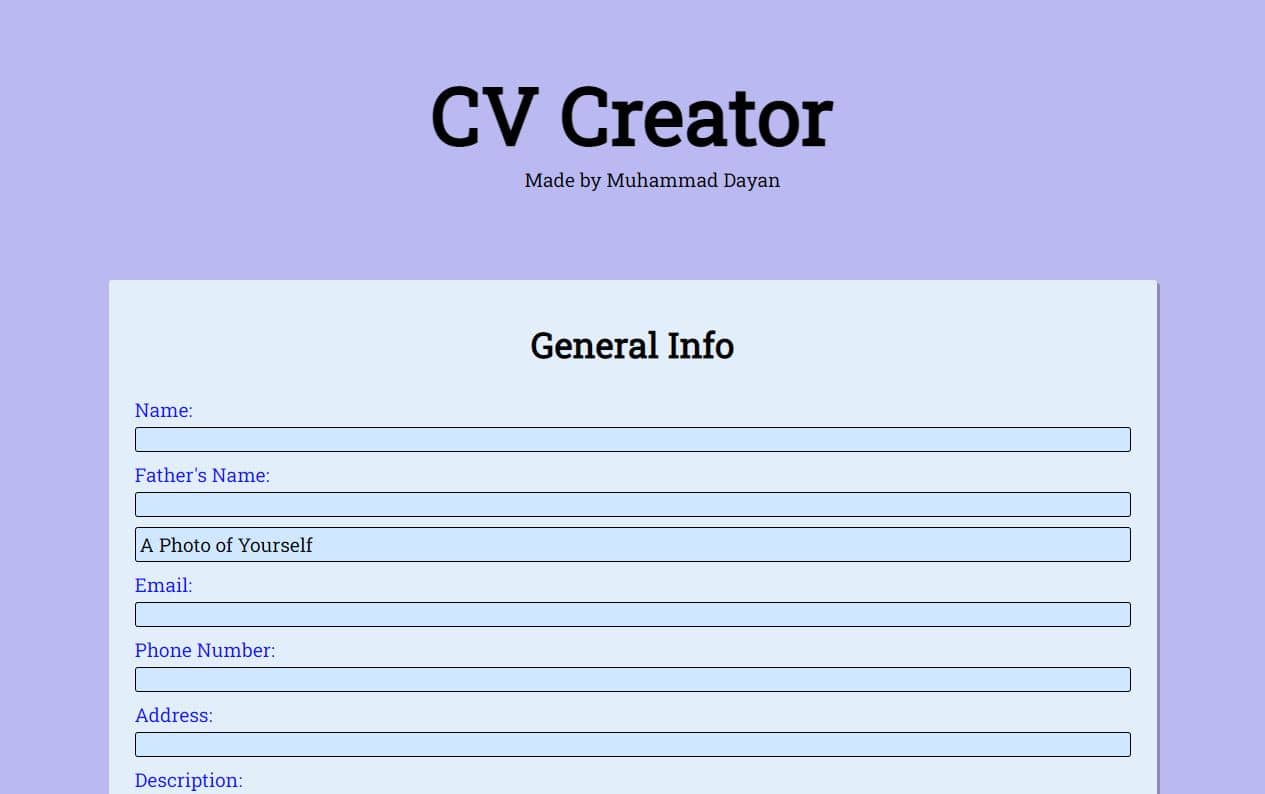 CV Creator
Made by Muhammad Dayan
General Info
Name:
Father's Name:
A Photo of Yourself
Email:
Phone Number:
Address:
Description: